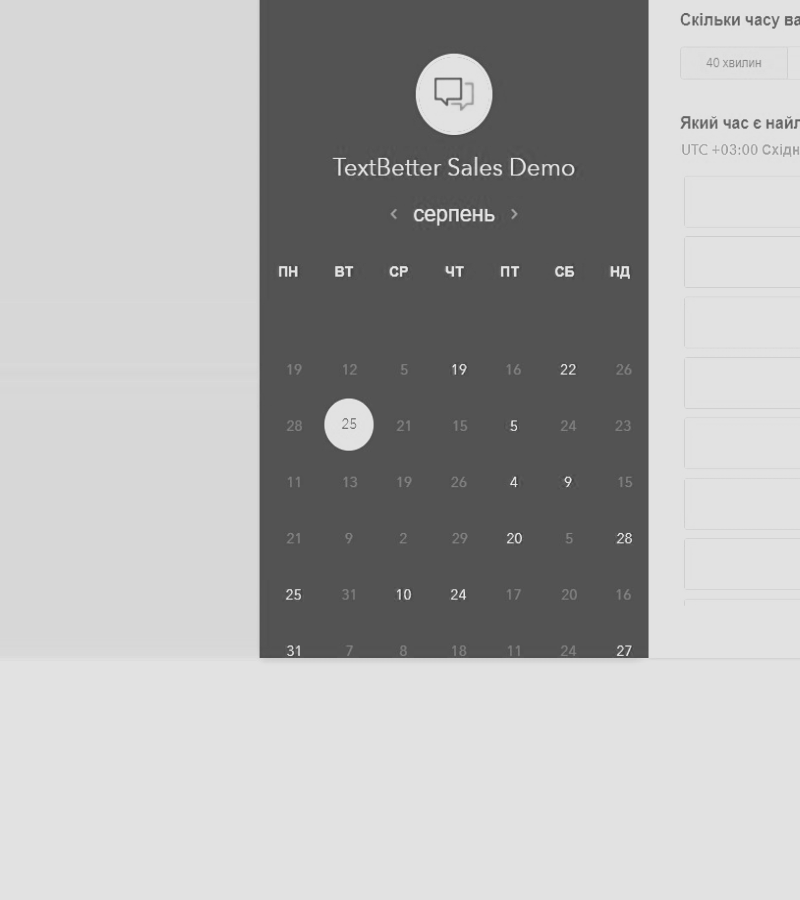 TextBetter Sales Demo
серпень
ПН ВТ СР ЧТ ПТ СБ НД
19 12 5 19 16 22 26
28 25 21 15 5 24 23
11 13 19 26 4 9 15
21 9 2 29 20 5 28
25 31 10 24 17 20 16
31 7 8 18 11 24 27
Скільки часу ва
40 хвилин
Який час є найл
UTC +03:00 Східн